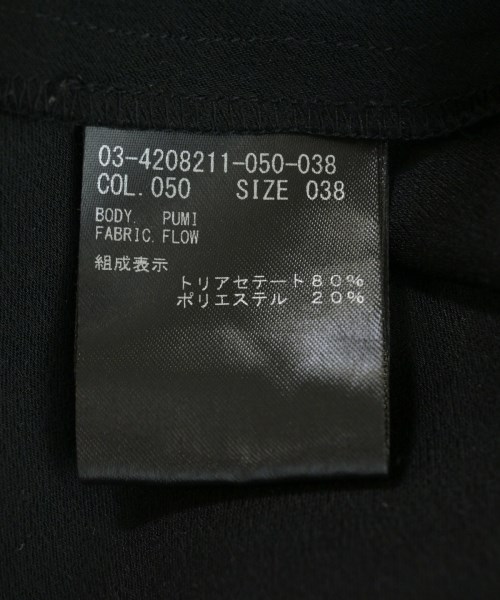 03-4208211-050-038
COL.050 SIZE 038
BODY. PUMI
FABRIC.FLOW
組成表示
トリアセテート80%
ポリエステル 20%